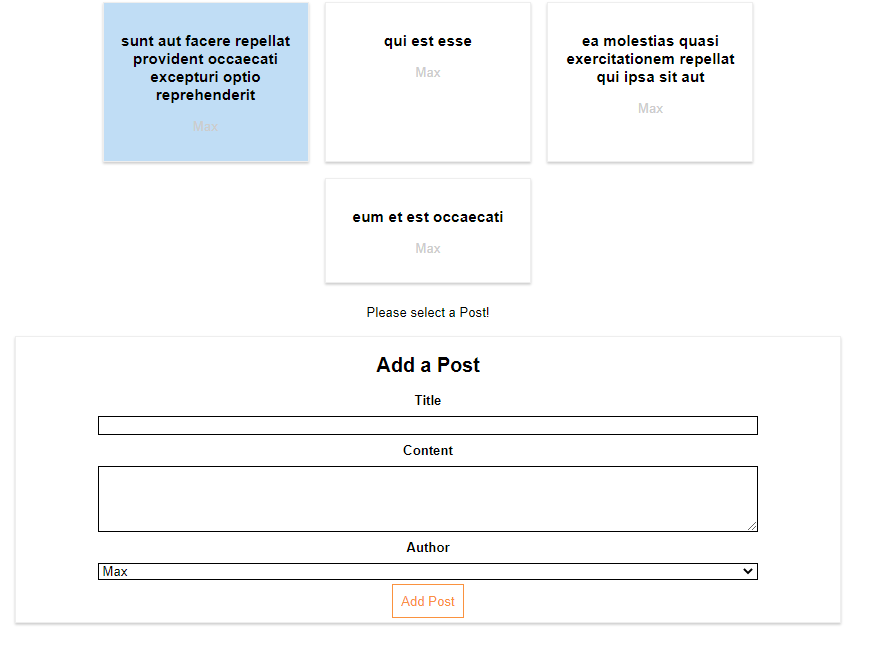 sunt aut facere repellat
provident occaecati
excepturi optio
reprehenderit
Max
qui est esse
Max
ea molestias quasi
exercitationem repellat
qui ipsa sit aut
Max
eum et est occaecati
Max
Please select a Post!
Add a Post
Title
Content
Author
Max
Add Post